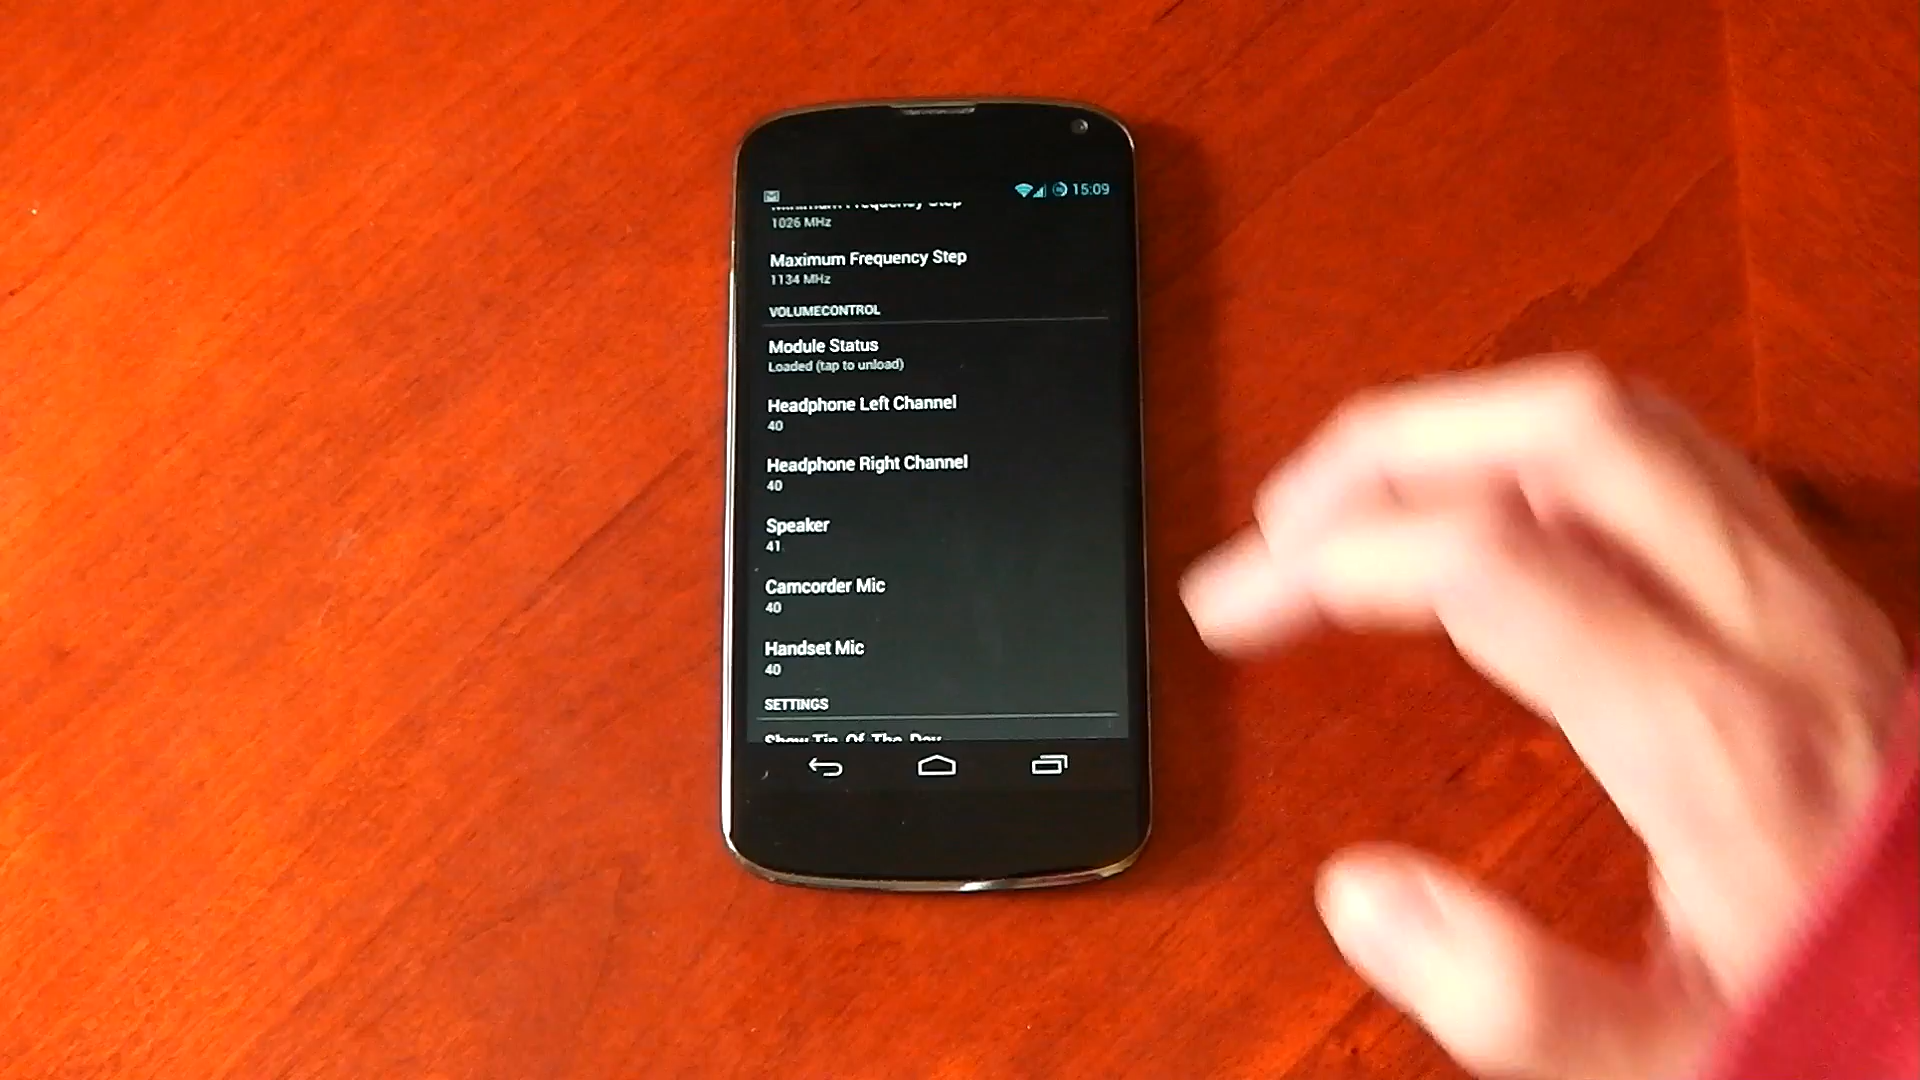 15:09
Minimum Frequency Step
1026 MHz
Maximum Frequency Step
1134 MHz
VOLUMECONTROL
Module Status
Loaded (tap to unload)
Headphone Left Channel
40
Headphone Right Channel
40
Speaker
41
Camcorder Mic
40
Handset Mic
40
SETTINGS
Show Tip-Of-The-Day